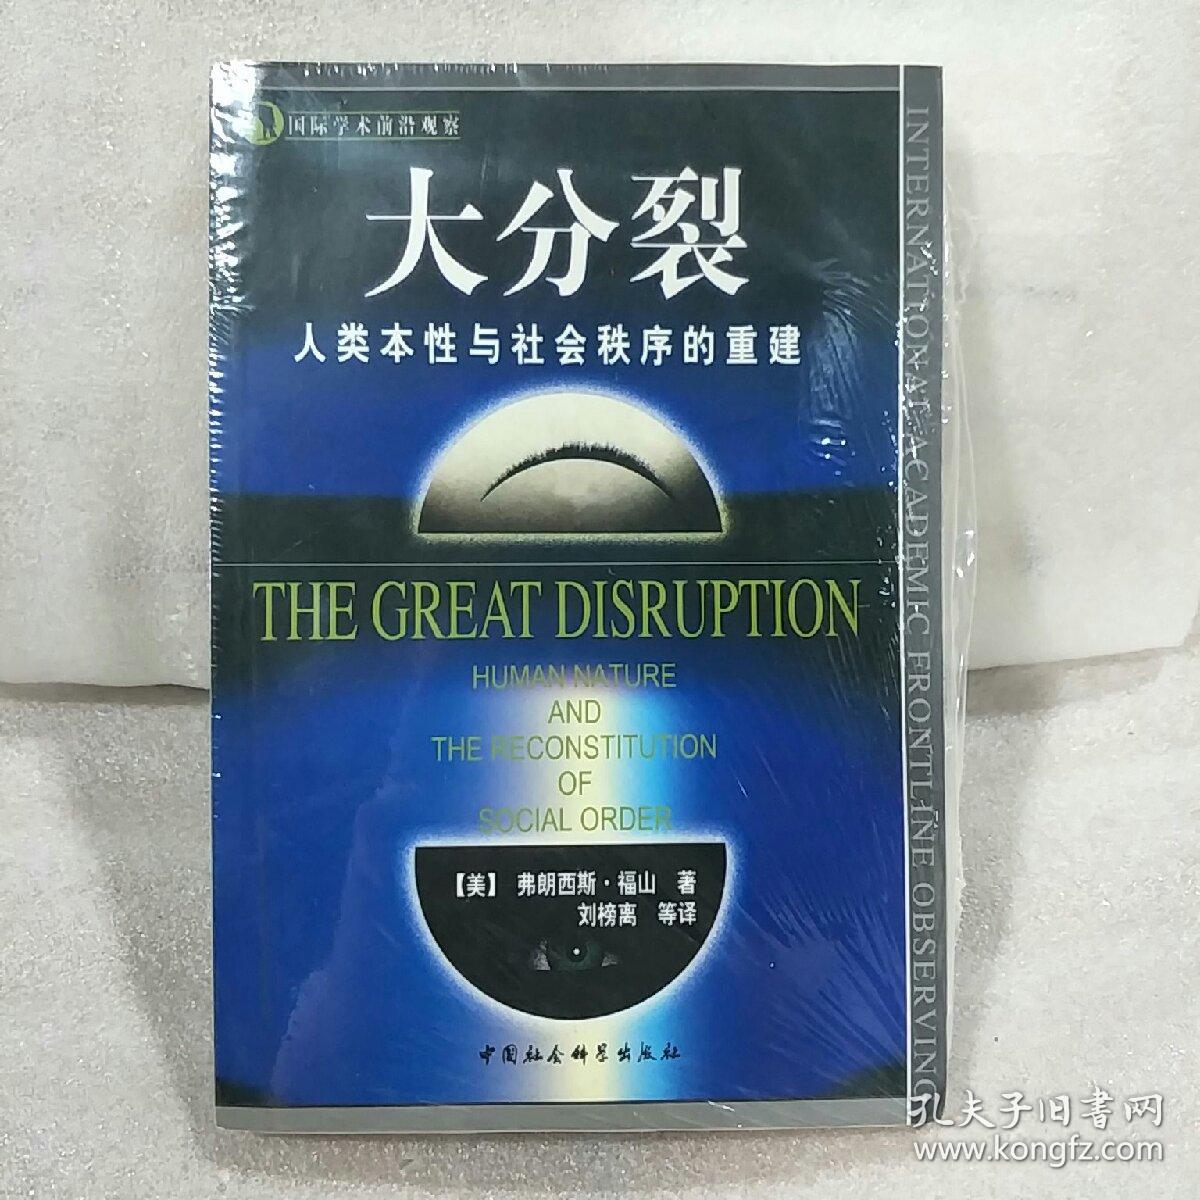 国际学术前沿观察
大分裂
人类本性与社会秩序的重建
THE GREAT DISRUPTION
HUMAN NATURE
AND
THE RECONSTITUTION
OF
SOCIAL ORDER
【美】 弗朗西斯·福山 著
刘榜离 等译
中国社会科学出版社
INTERNATIONAL ACADEMIC FRONTLINE OBSERVING
孔夫子旧書网
www.kongfz.com